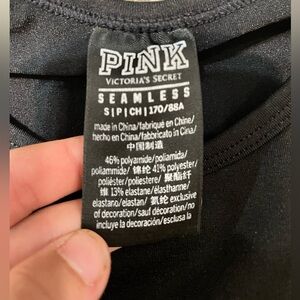 PINK
VICTORIA'S SECRET
SEAMLESS
S|P|CH|170/88A
made in China/fabriqué en Chine/
hecho en China/fabricato in Cina/
中国制造
46% polyamide/poliamida/
poliammide/ 锦纶 41% polyester/
poliéster/poliestere/ 聚酯纤
维 13% elastane/élasthanne/
elastano/elastan/ 氨纶 exclusive
of decoration/sauf décoration/no
incluye la decoración/esclusa la